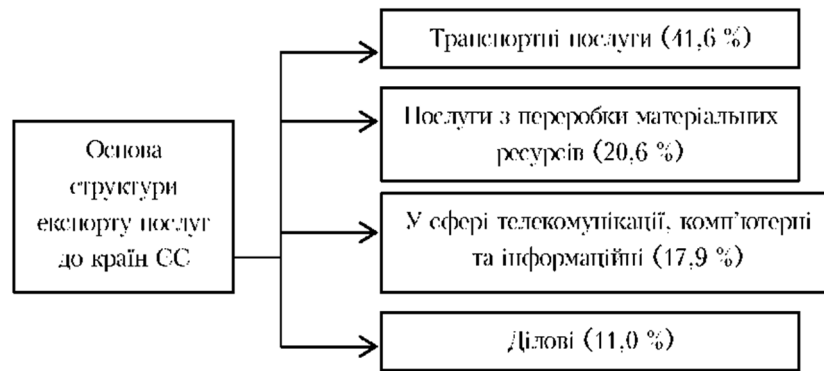 Основа
структури
експорту послуг
до країн ЄС
Транспортні послуги (41,6 %)
Послуги з переробки матеріальних
ресурсів (20,6 %)
У сфері телекомунікації, комп'ютерні
та інформаційні (17,9 %)
Ділові (11,0 %)